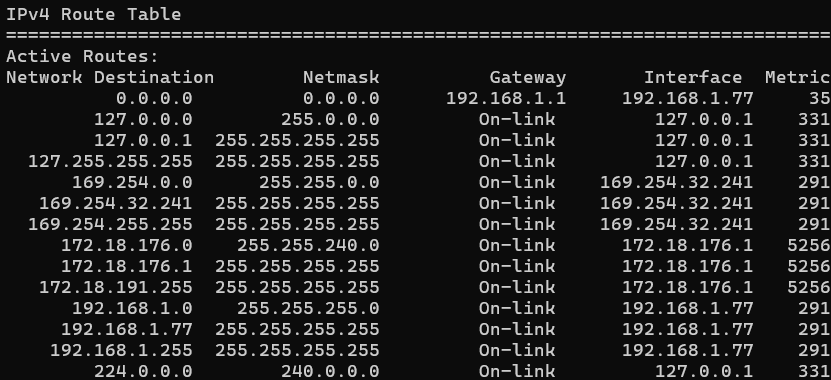 IPv4 Route Table
===========================================================================
Active Routes:
Network Destination        Netmask          Gateway       Interface  Metric
          0.0.0.0          0.0.0.0      192.168.1.1     192.168.1.77     35
        127.0.0.0        255.0.0.0         On-link         127.0.0.1    331
        127.0.0.1  255.255.255.255         On-link         127.0.0.1    331
  127.255.255.255  255.255.255.255         On-link         127.0.0.1    331
      169.254.0.0      255.255.0.0         On-link    169.254.32.241    291
   169.254.32.241  255.255.255.255         On-link    169.254.32.241    291
  169.254.255.255  255.255.255.255         On-link    169.254.32.241    291
     172.18.176.0    255.255.240.0         On-link      172.18.176.1   5256
     172.18.176.1  255.255.255.255         On-link      172.18.176.1   5256
   172.18.191.255  255.255.255.255         On-link      172.18.176.1   5256
      192.168.1.0    255.255.255.0         On-link      192.168.1.77    291
     192.168.1.77  255.255.255.255         On-link      192.168.1.77    291
    192.168.1.255  255.255.255.255         On-link      192.168.1.77    291
        224.0.0.0        240.0.0.0         On-link         127.0.0.1    331